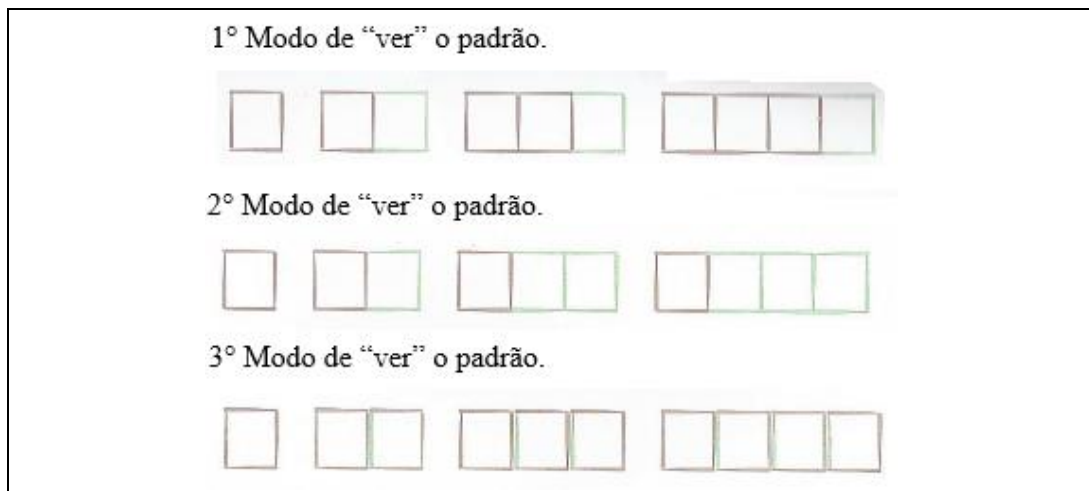 1° Modo de “ver” o padrão.
2° Modo de “ver” o padrão.
3° Modo de “ver” o padrão.